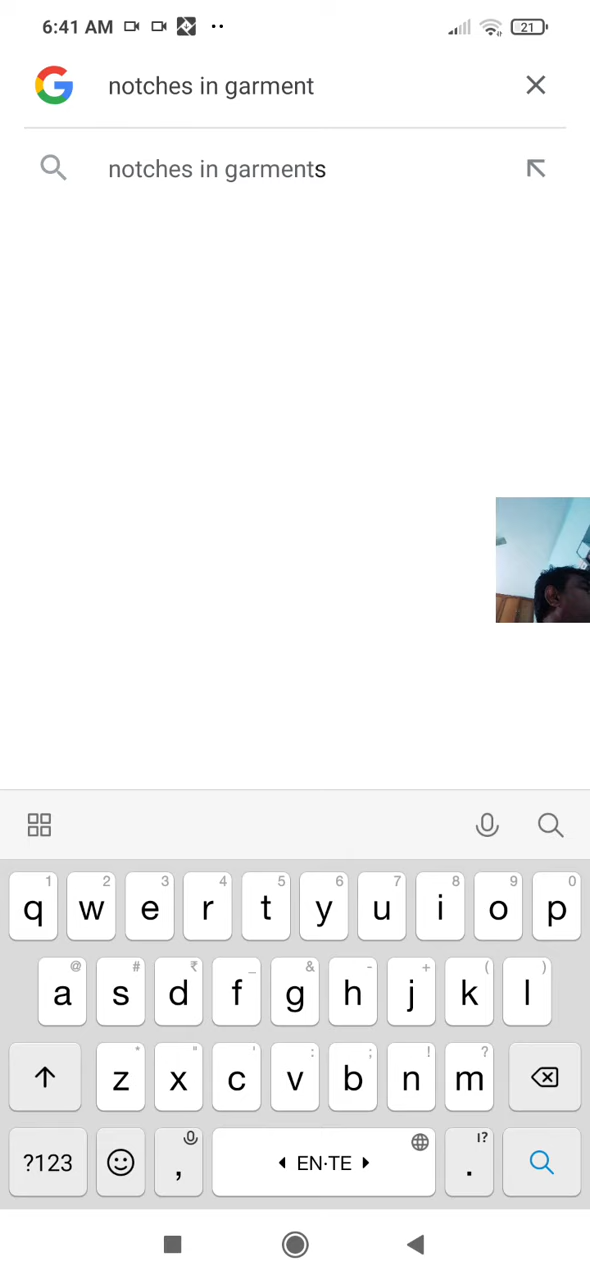 6:41 AM 21
notches in garment
notches in garments
1 2 3 4 5 6 7 8 9 0
q w e r t y u i o p
@ # ₹ _ & - + ( )
a s d f g h j k l
* " ' : ; ! ?
z x c v b n m
!?
?123 , EN·TE .